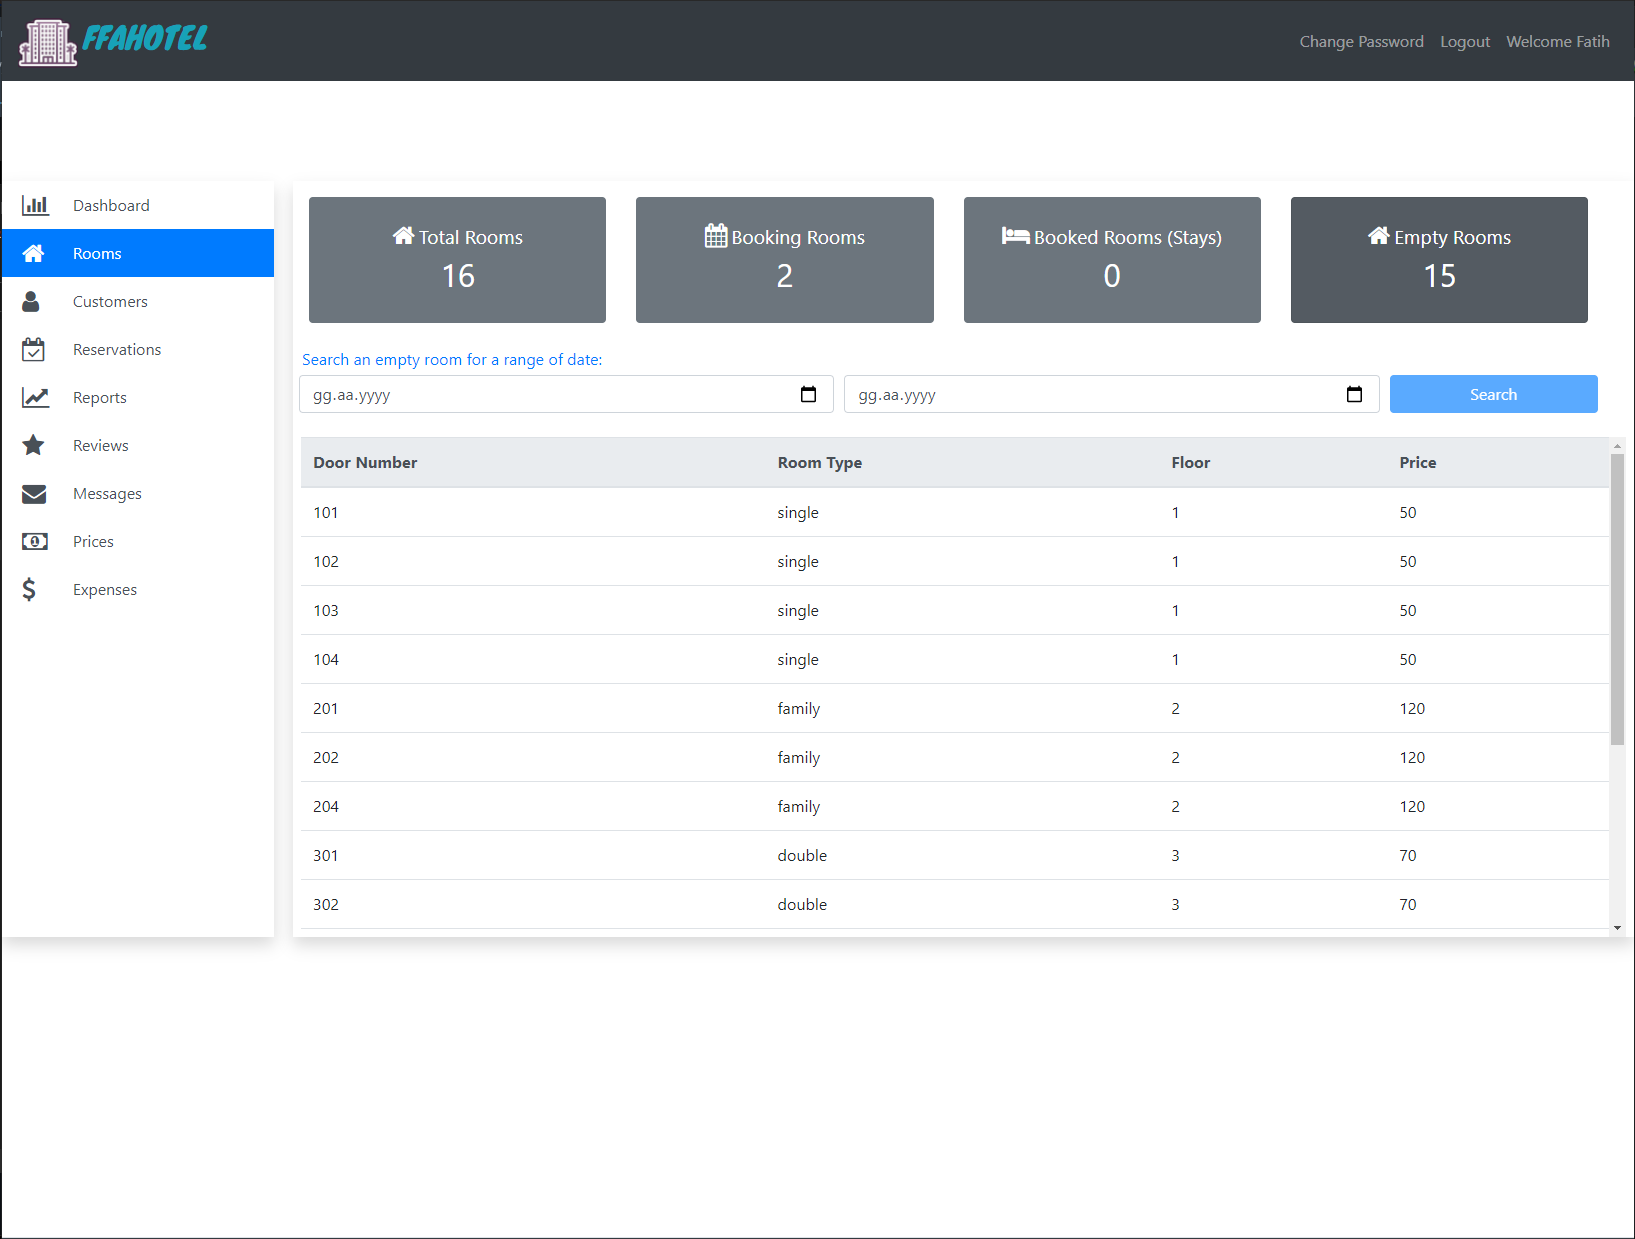 FFAHOTEL
Change Password Logout Welcome Fatih
Dashboard
Rooms
Customers
Reservations
Reports
Reviews
Messages
Prices
Expenses
Total Rooms
16
Booking Rooms
2
Booked Rooms (Stays)
0
Empty Rooms
15
Search an empty room for a range of date:
gg.aa.yyyy gg.aa.yyyy Search
Door Number Room Type Floor Price
101 single 1 50
102 single 1 50
103 single 1 50
104 single 1 50
201 family 2 120
202 family 2 120
204 family 2 120
301 double 3 70
302 double 3 70